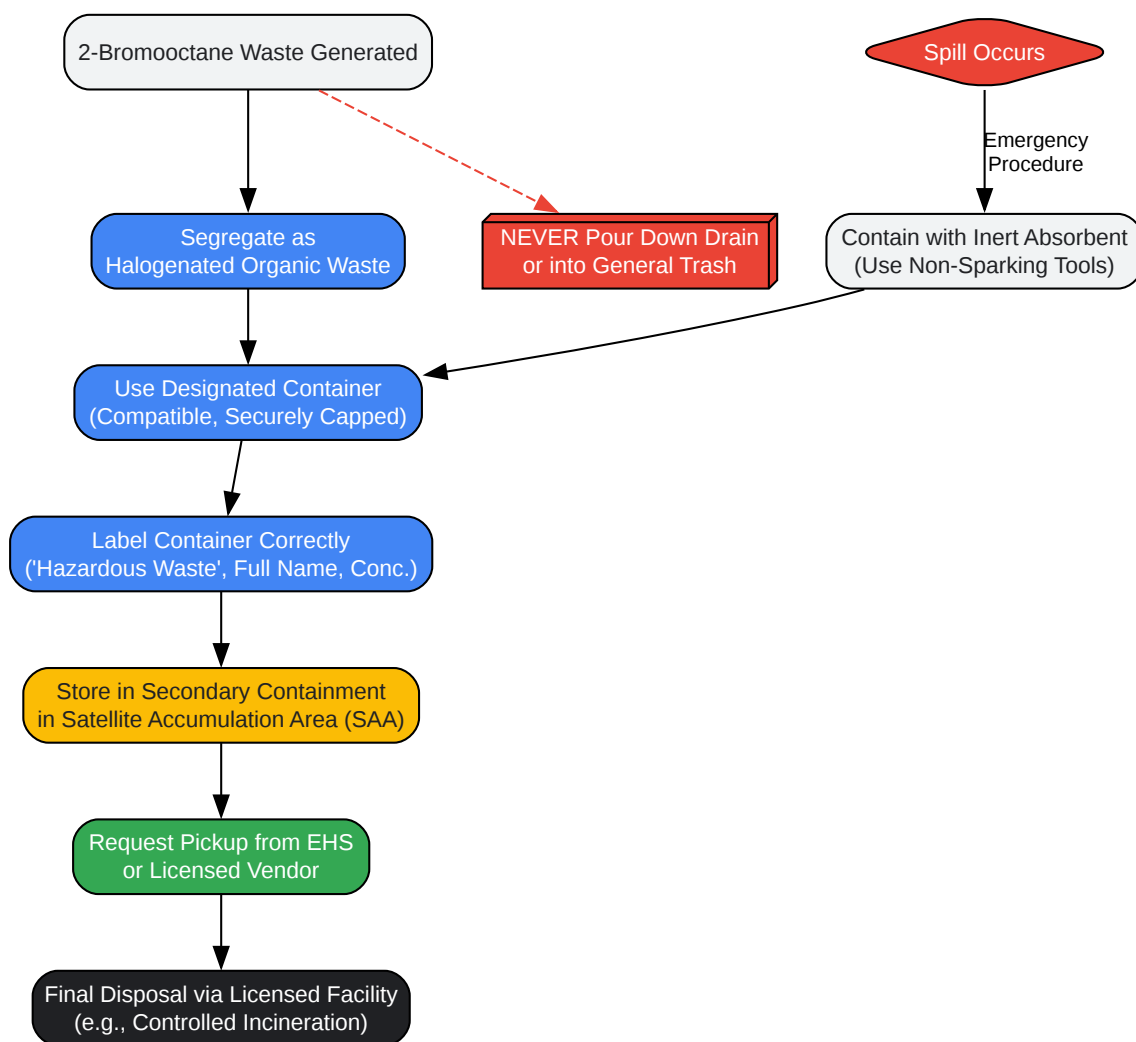 2-Bromooctane Waste Generated
Spill Occurs
Emergency
Procedure
Segregate as
Halogenated Organic Waste
NEVER Pour Down Drain
or into General Trash
Contain with Inert Absorbent
(Use Non-Sparking Tools)
Use Designated Container
(Compatible, Securely Capped)
Label Container Correctly
('Hazardous Waste', Full Name, Conc.)
Store in Secondary Containment
in Satellite Accumulation Area (SAA)
Request Pickup from EHS
or Licensed Vendor
Final Disposal via Licensed Facility
(e.g., Controlled Incineration)